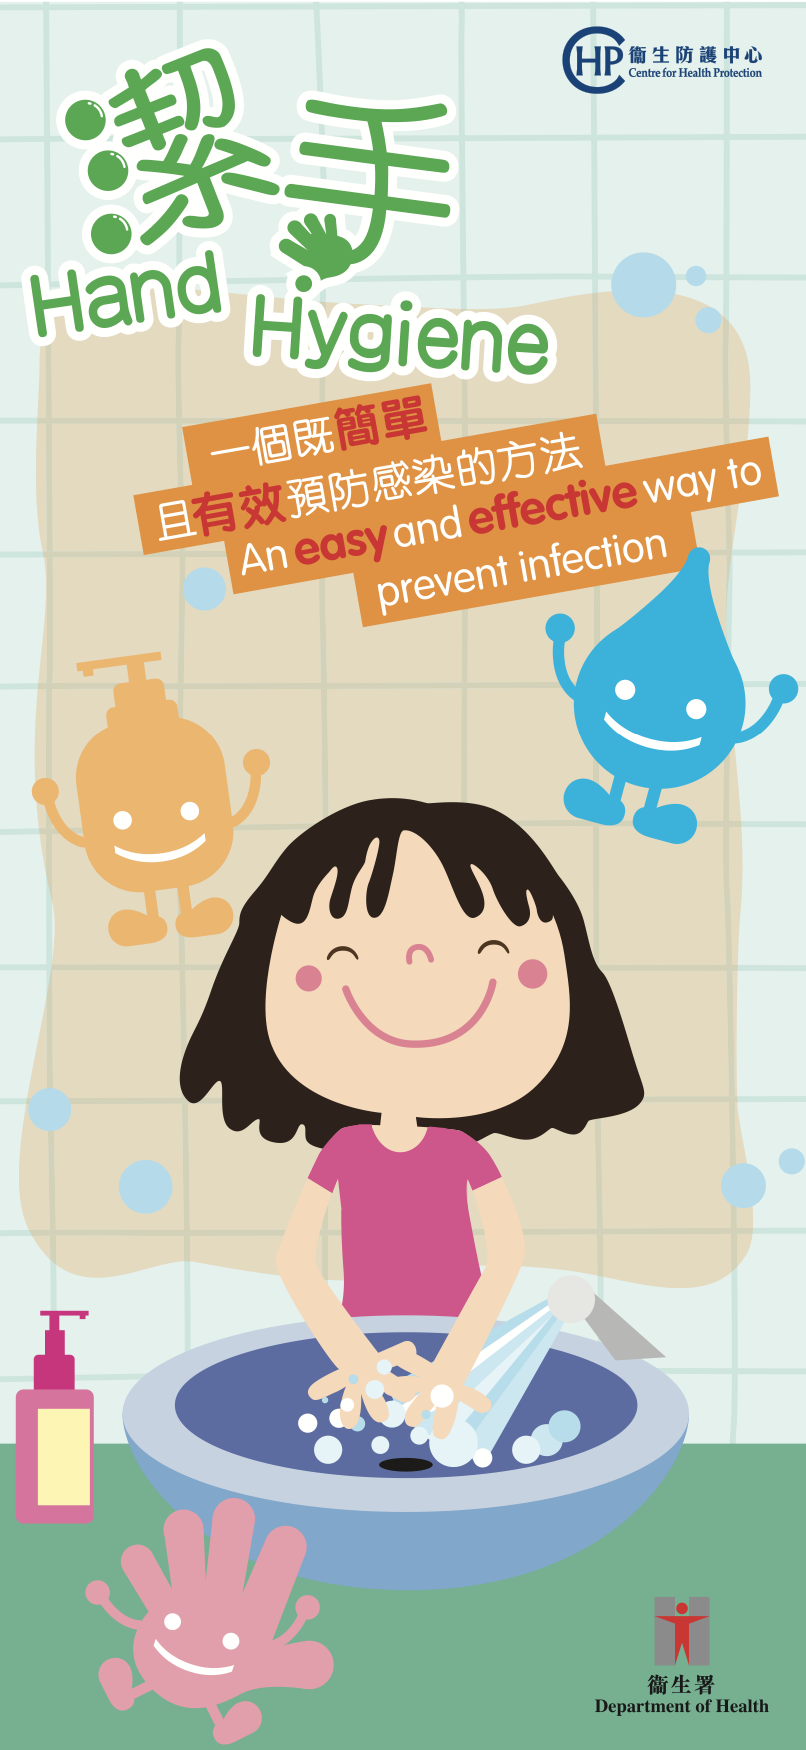 CHP 衞生防護中心
Centre for Health Protection
潔手
Hand Hygiene
一個既簡單
且有效預防感染的方法
An easy and effective way to
prevent infection
衞生署
Department of Health